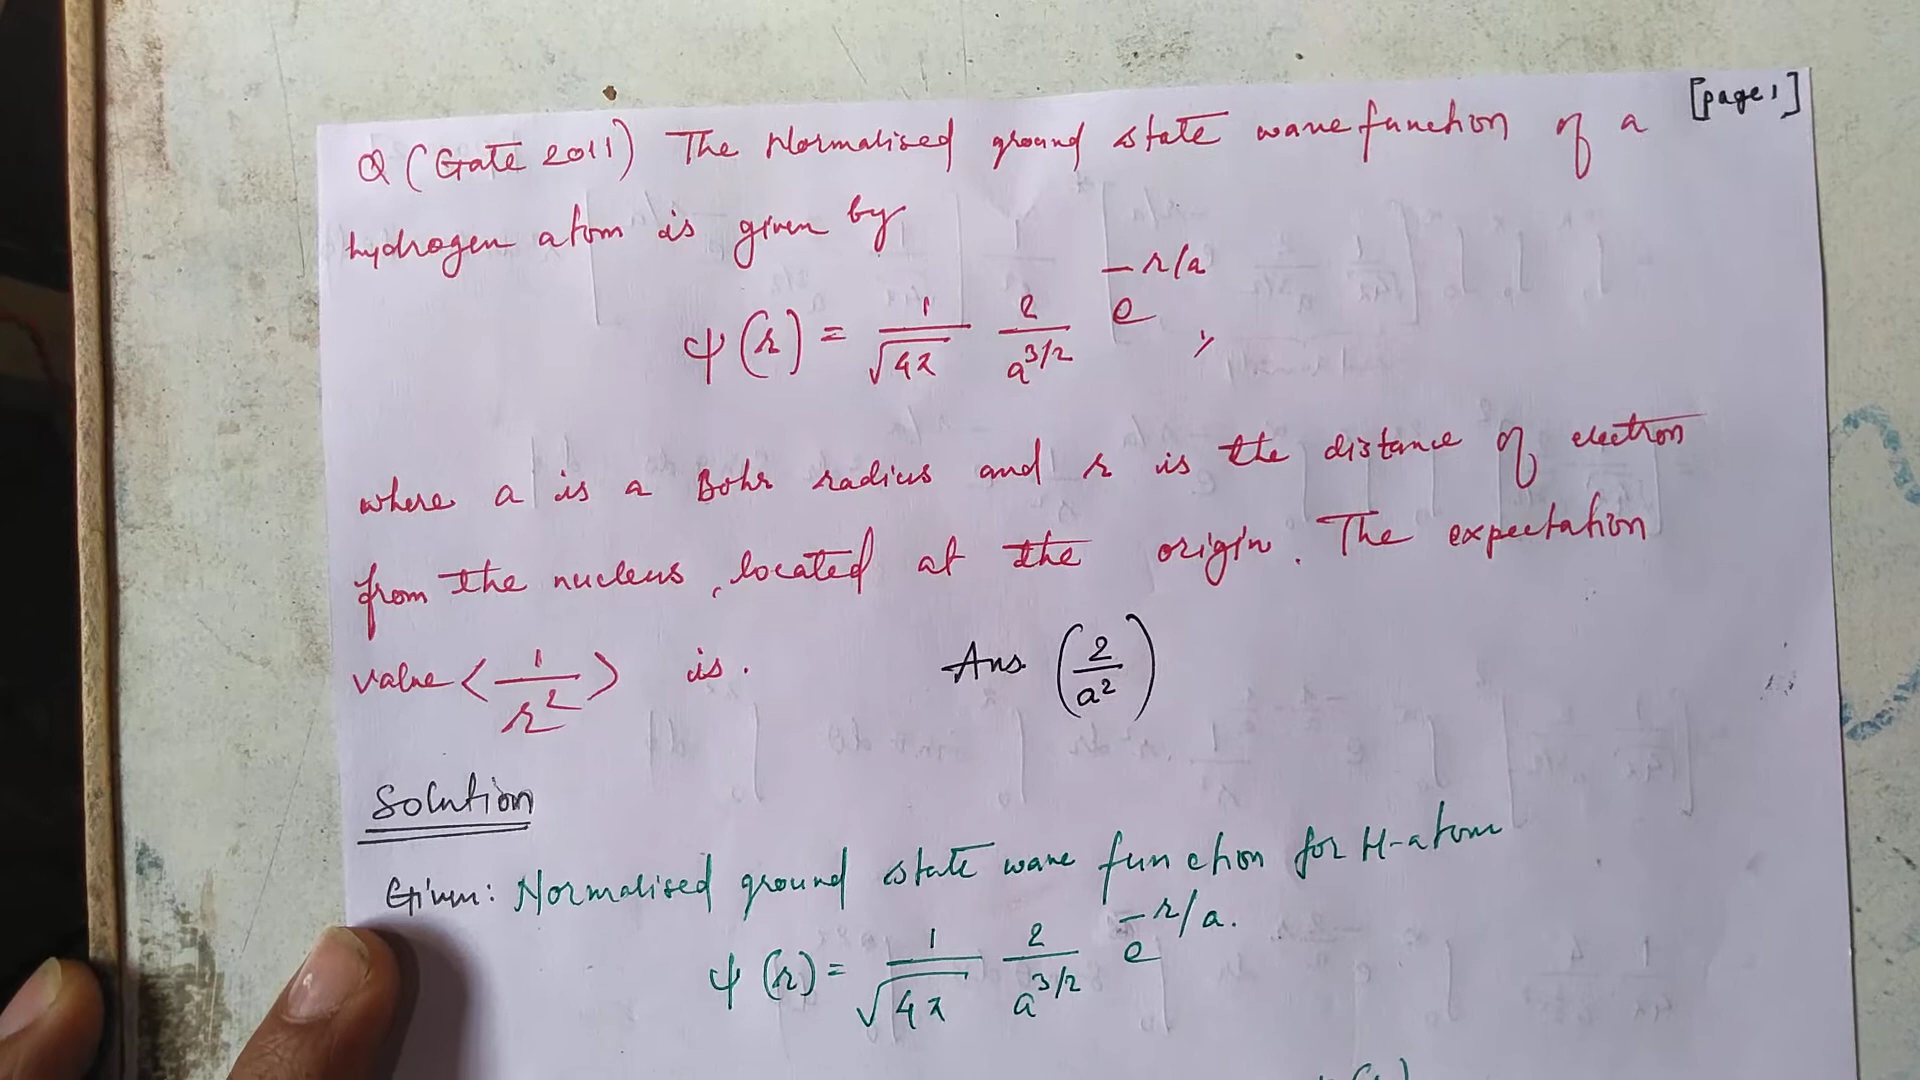 [page 1]
Q (Gate 2011) The Normalised ground state wavefunction of a
hydrogen atom is given by
ψ(r) = 1/√4π 2/a^3/2 e^-r/a,
where a is a Bohr radius and r is the distance of electron
from the nucleus, located at the origin. The expectation
value <1/r^2> is. Ans (2/a^2)
Solution
Given: Normalised ground state wave function for H-atom
ψ(r) = 1/√4π 2/a^3/2 e^-r/a.